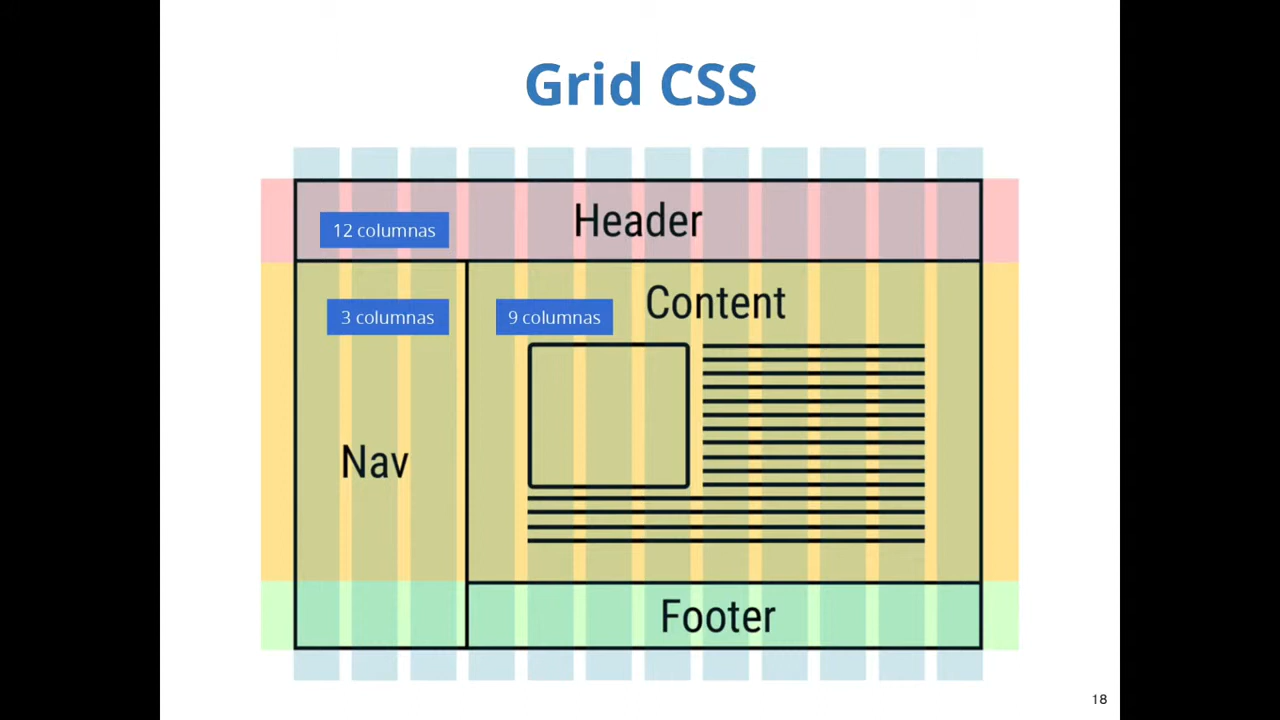 Grid CSS
Header
12 columnas
Content
3 columnas
9 columnas
Nav
Footer
18